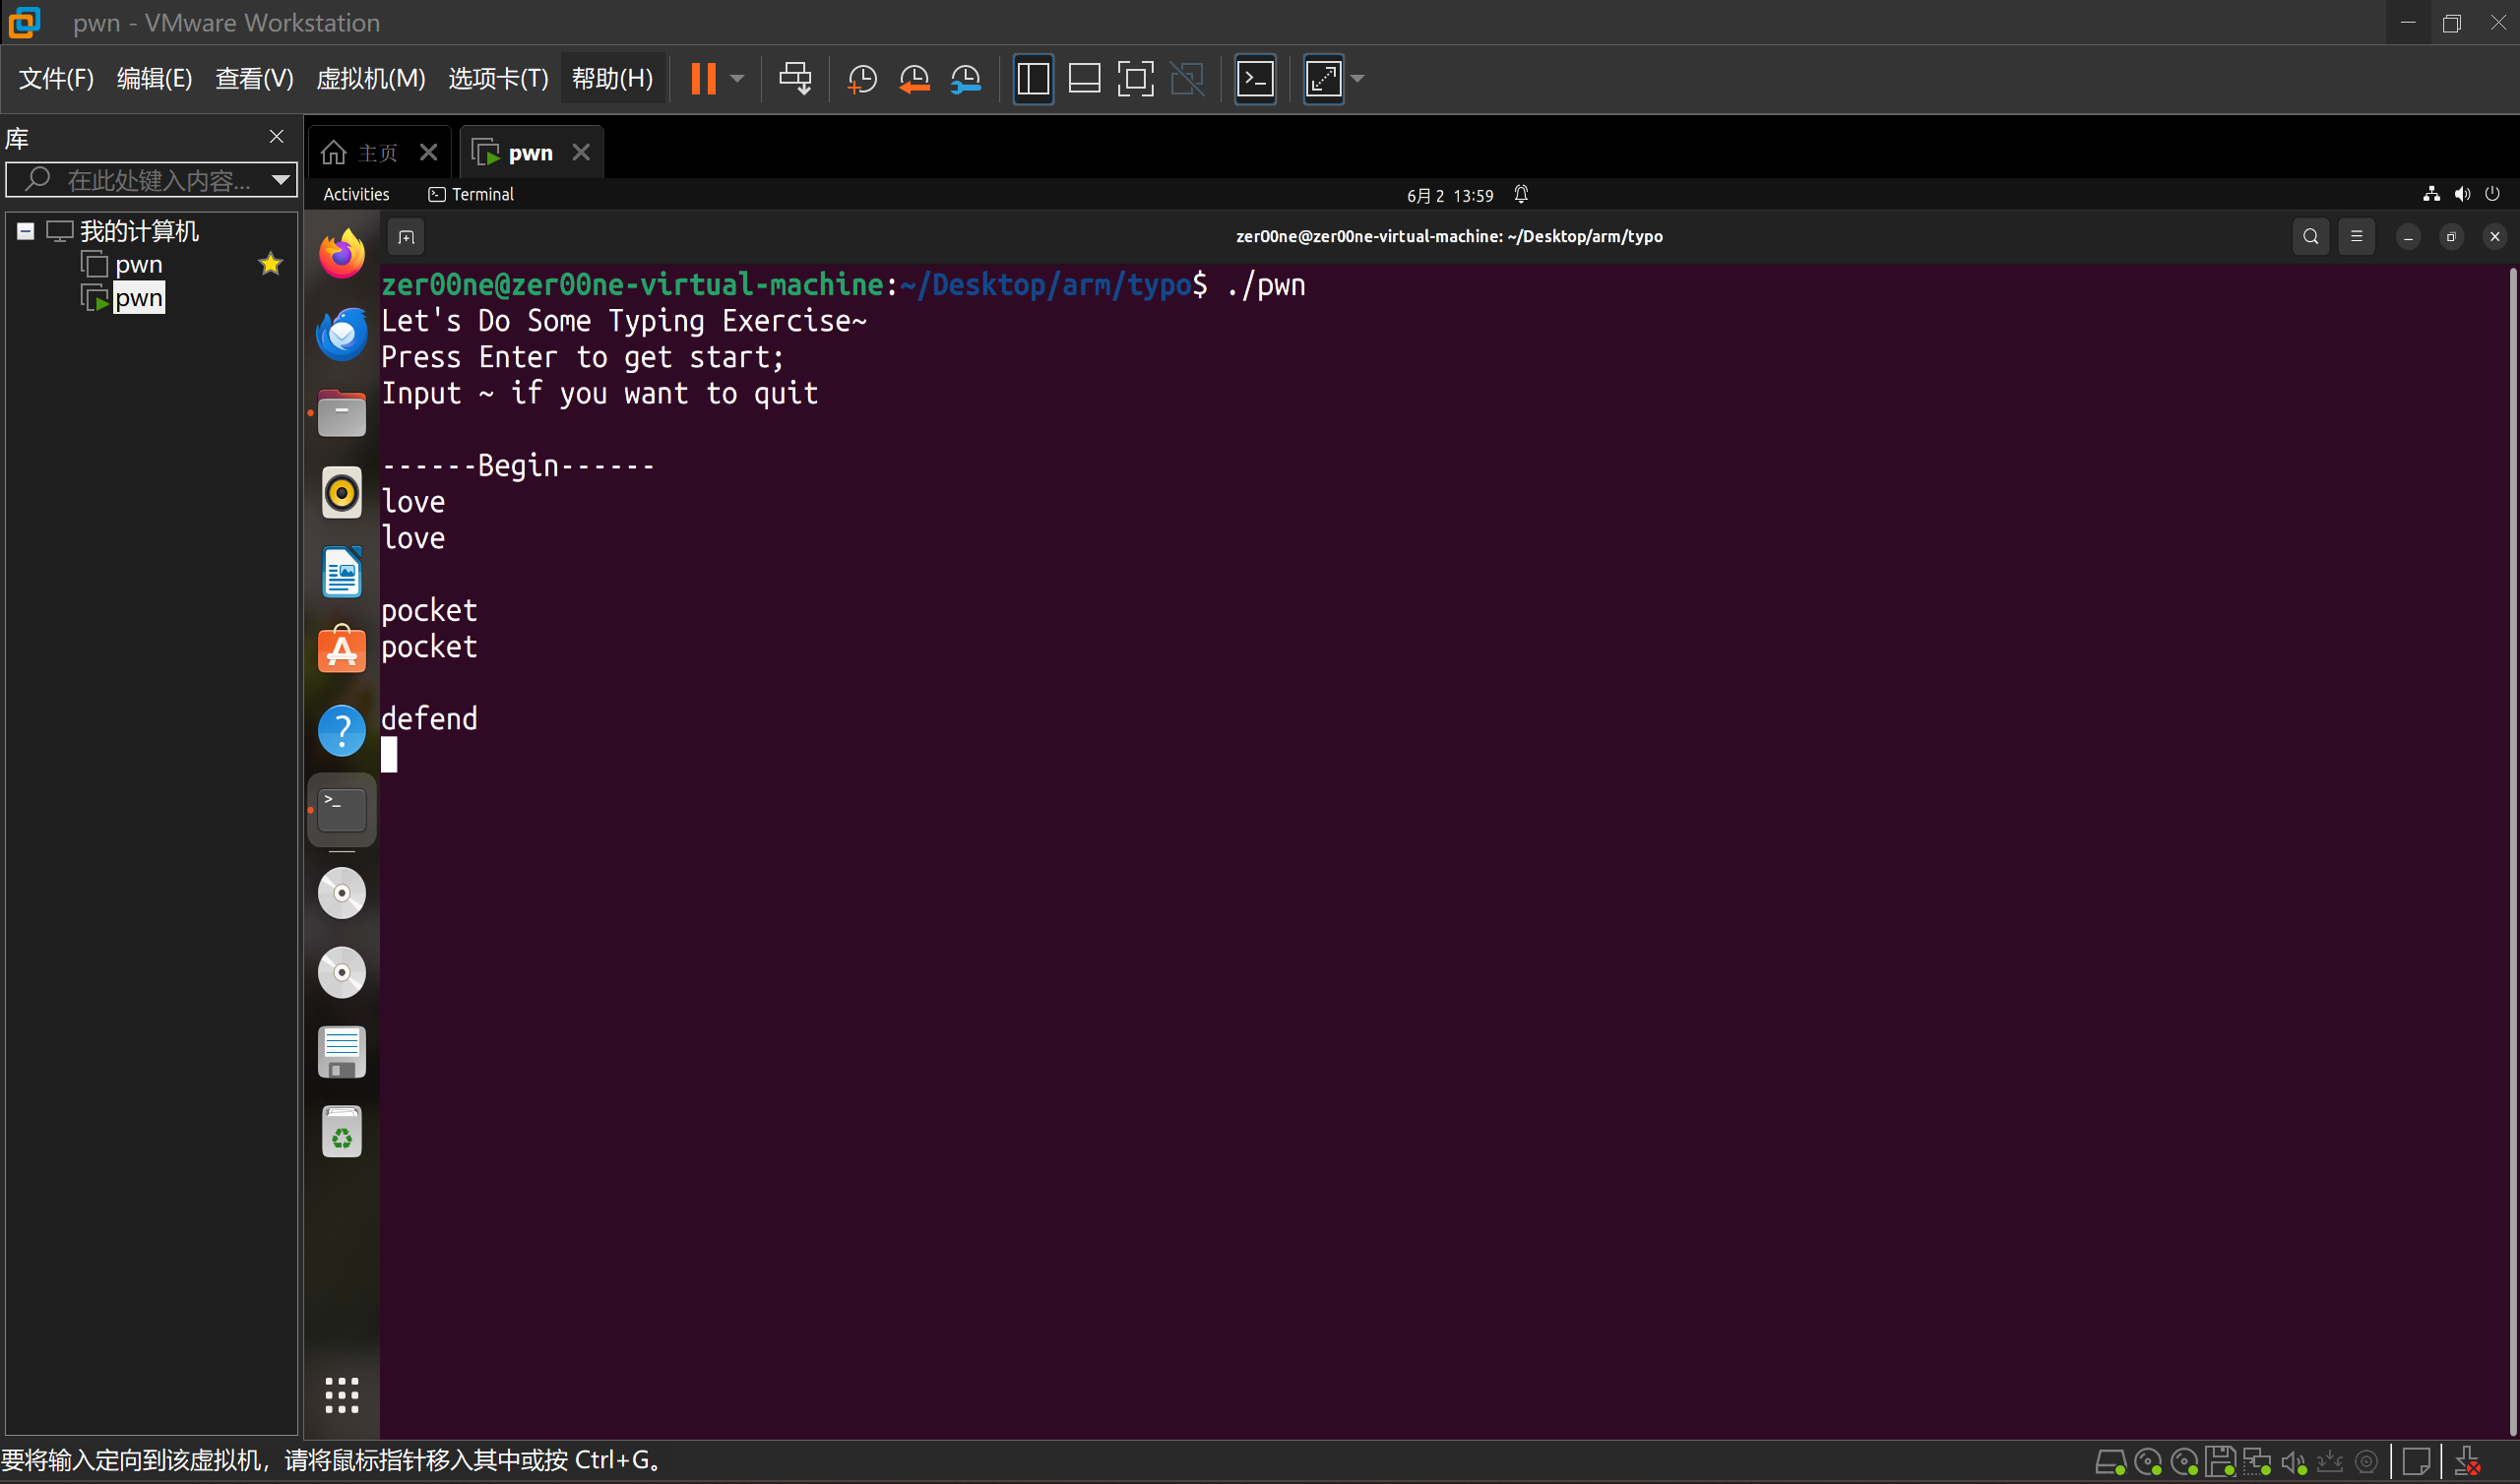 pwn - VMware Workstation
文件(F) 编辑(E) 查看(V) 虚拟机(M) 选项卡(T) 帮助(H)
库
在此处键入内容...
我的计算机
pwn
pwn
主页 pwn
Activities Terminal 6月 2 13:59
zer00ne@zer00ne-virtual-machine: ~/Desktop/arm/typo
zer00ne@zer00ne-virtual-machine:~/Desktop/arm/typo$ ./pwn
Let's Do Some Typing Exercise~
Press Enter to get start;
Input ~ if you want to quit
------Begin------
love
love
pocket
pocket
defend
要将输入定向到该虚拟机，请将鼠标指针移入其中或按 Ctrl+G。